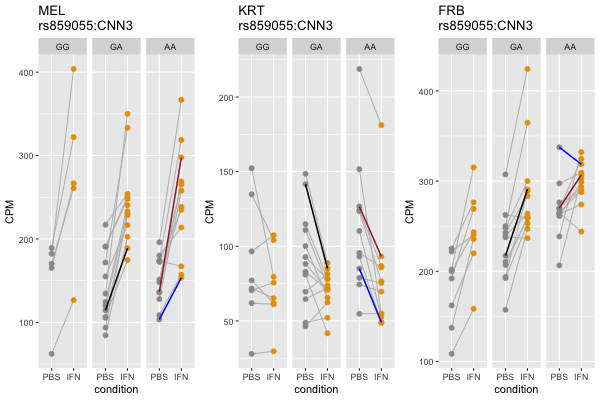 MEL
rs859055:CNN3
GG GA AA
400
300
200
100
CPM
PBS IFN PBS IFN PBS IFN
condition
KRT
rs859055:CNN3
GG GA AA
200
150
100
50
CPM
PBS IFN PBS IFN PBS IFN
condition
FRB
rs859055:CNN3
GG GA AA
400
300
200
100
CPM
PBS IFN PBS IFN PBS IFN
condition